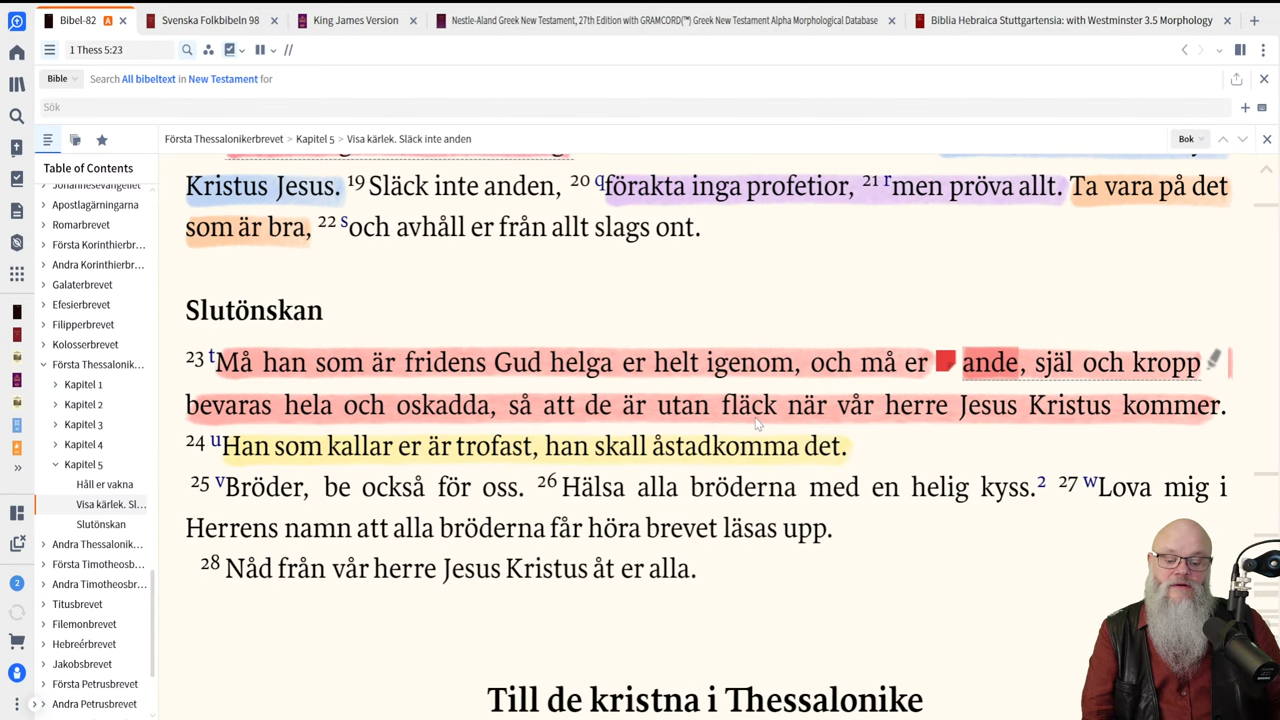 Bibel-82 A
Svenska Folkbibeln 98
King James Version
Nestle-Aland Greek New Testament, 27th Edition with GRAMCORD(™) Greek New Testament Alpha Morphological Database
Biblia Hebraica Stuttgartensia: with Westminster 3.5 Morphology
1 Thess 5:23
Bible Search All bibeltext in New Testament for
Sök
Första Thessalonikerbrevet > Kapitel 5 > Visa kärlek. Släck inte anden
Bok
Table of Contents
Johannesevangeliet
Apostlagärningarna
Romarbrevet
Första Korinthierbr...
Andra Korinthierbr...
Galaterbrevet
Efesierbrevet
Filipperbrevet
Kolosserbrevet
Första Thessalonik...
Kapitel 1
Kapitel 2
Kapitel 3
Kapitel 4
Kapitel 5
Håll er vakna
Visa kärlek. Sl...
Slutönskan
Andra Thessalonik...
Första Timotheosb...
Andra Timotheosbr...
Titusbrevet
Filemonbrevet
Hebreérbrevet
Jakobsbrevet
Första Petrusbrevet
Andra Petrusbrevet
2
Kristus Jesus. 19 Släck inte anden, 20 q förakta inga profetior, 21 r men pröva allt. Ta vara på det
som är bra, 22 s och avhåll er från allt slags ont.
Slutönskan
23 t Må han som är fridens Gud helga er helt igenom, och må er ande, själ och kropp
bevaras hela och oskadda, så att de är utan fläck när vår herre Jesus Kristus kommer.
24 u Han som kallar er är trofast, han skall åstadkomma det.
25 v Bröder, be också för oss. 26 Hälsa alla bröderna med en helig kyss.2 27 w Lova mig i
Herrens namn att alla bröderna får höra brevet läsas upp.
28 Nåd från vår herre Jesus Kristus åt er alla.
Till de kristna i Thessalonike